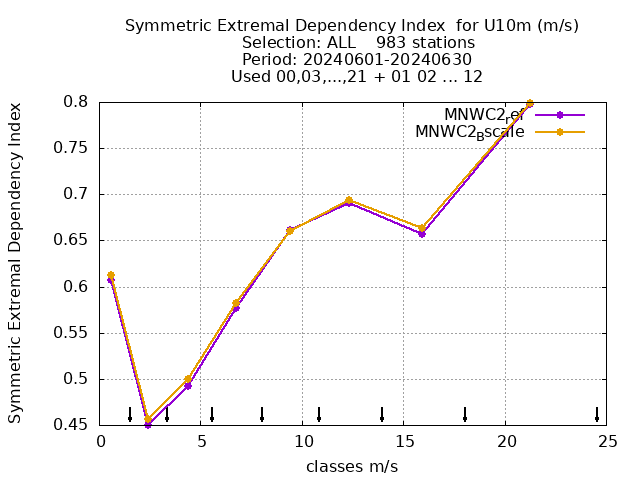 Symmetric Extremal Dependency Index  for U10m (m/s)
Selection: ALL    983 stations
Period: 20240601-20240630
Used 00,03,...,21 + 01 02 ... 12
Symmetric Extremal Dependency Index
0.8
0.75
0.7
0.65
0.6
0.55
0.5
0.45
MNWC2ref
MNWC2Bscale
0
5
10
15
20
25
classes m/s